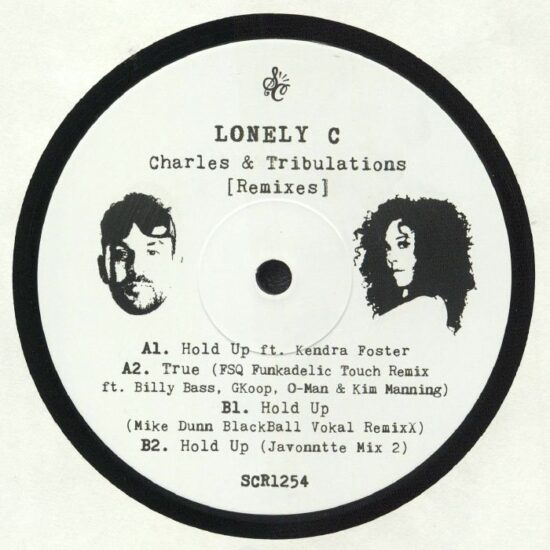 SC
LONELY C
Charles & Tribulations
[Remixes]
A1. Hold Up ft. Kendra Foster
A2. True (FSQ Funkadelic Touch Remix
ft. Billy Bass, GKoop, O-Man & Kim Manning)
B1. Hold Up
(Mike Dunn BlackBall Vokal RemixX)
B2. Hold Up (Javonntte Mix 2)
SCR1254